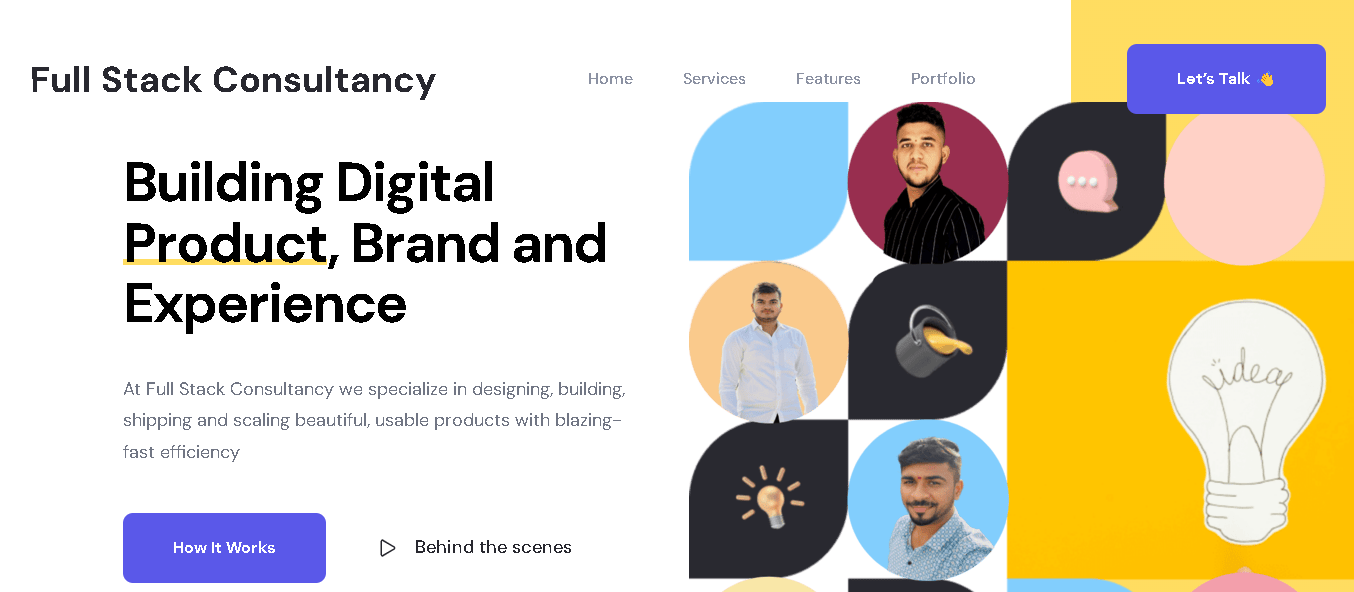 Full Stack Consultancy
Home
Services
Features
Portfolio
Let's Talk 👋
Building Digital
Product, Brand and
Experience
At Full Stack Consultancy we specialize in designing, building,
shipping and scaling beautiful, usable products with blazing-
fast efficiency
How It Works
Behind the scenes
idea